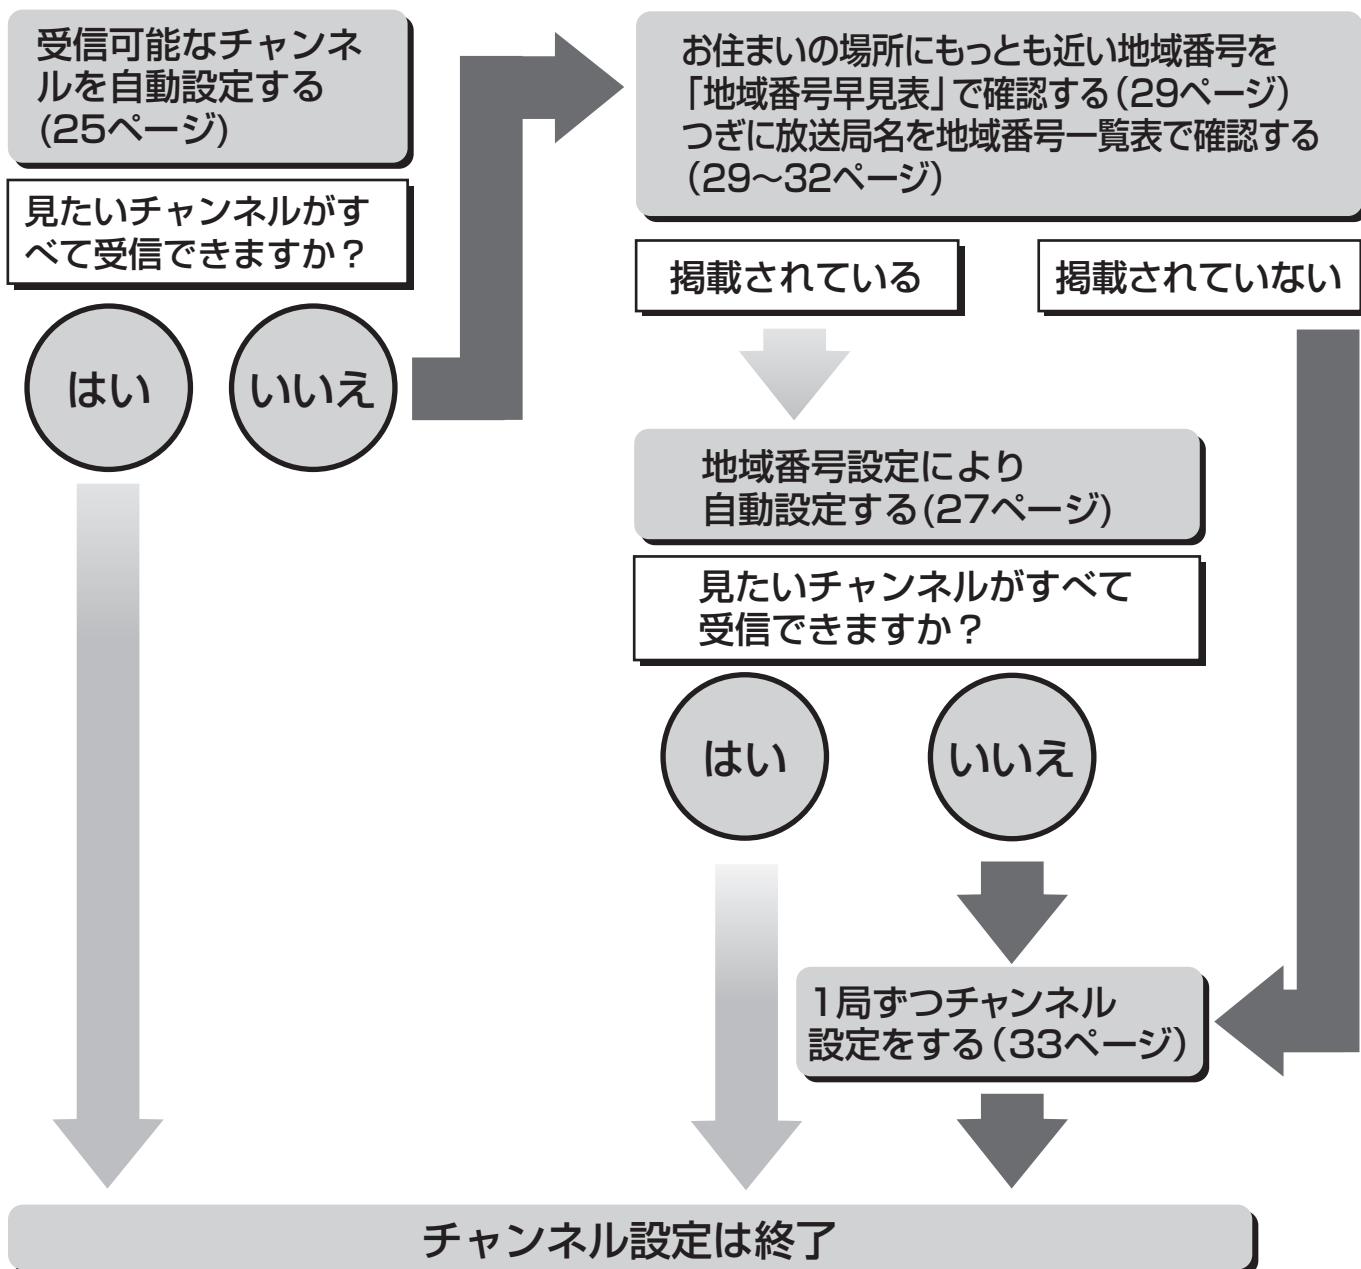 受信可能なチャンネ
ルを自動設定する
(25ページ)
見たいチャンネルがす
べて受信できますか？
はい
いいえ
お住まいの場所にもっとも近い地域番号を
「地域番号早見表」で確認する(29ページ)
つぎに放送局名を地域番号一覧表で確認する
(29～32ページ)
掲載されている
掲載されていない
地域番号設定により
自動設定する(27ページ)
見たいチャンネルがすべて
受信できますか？
はい
いいえ
1局ずつチャンネル
設定をする(33ページ)
チャンネル設定は終了